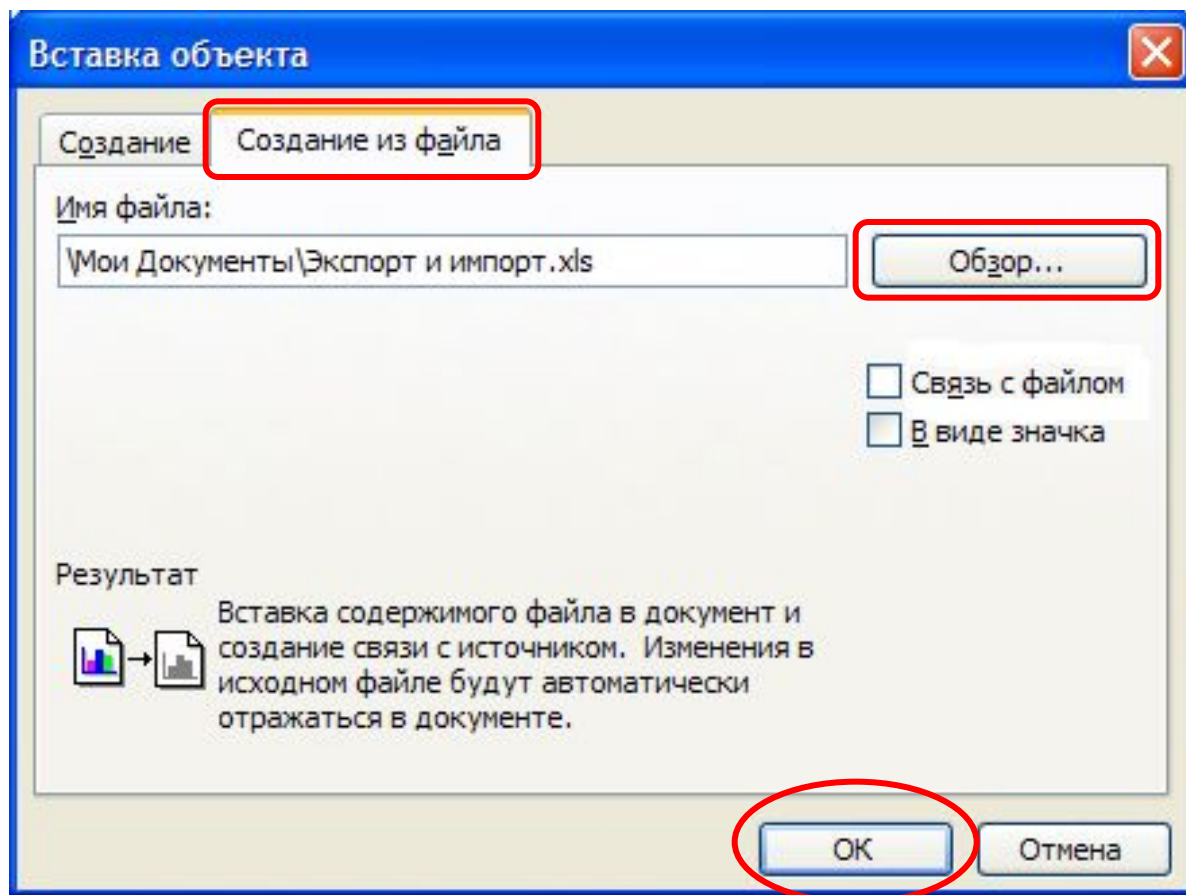 Вставка объекта
Создание
Создание из файла
Имя файла:
\Мои Документы\Экспорт и импорт.xls
Обзор...
Связь с файлом
В виде значка
Результат
Вставка содержимого файла в документ и
создание связи с источником. Изменения в
исходном файле будут автоматически
отражаться в документе.
ОК
Отмена